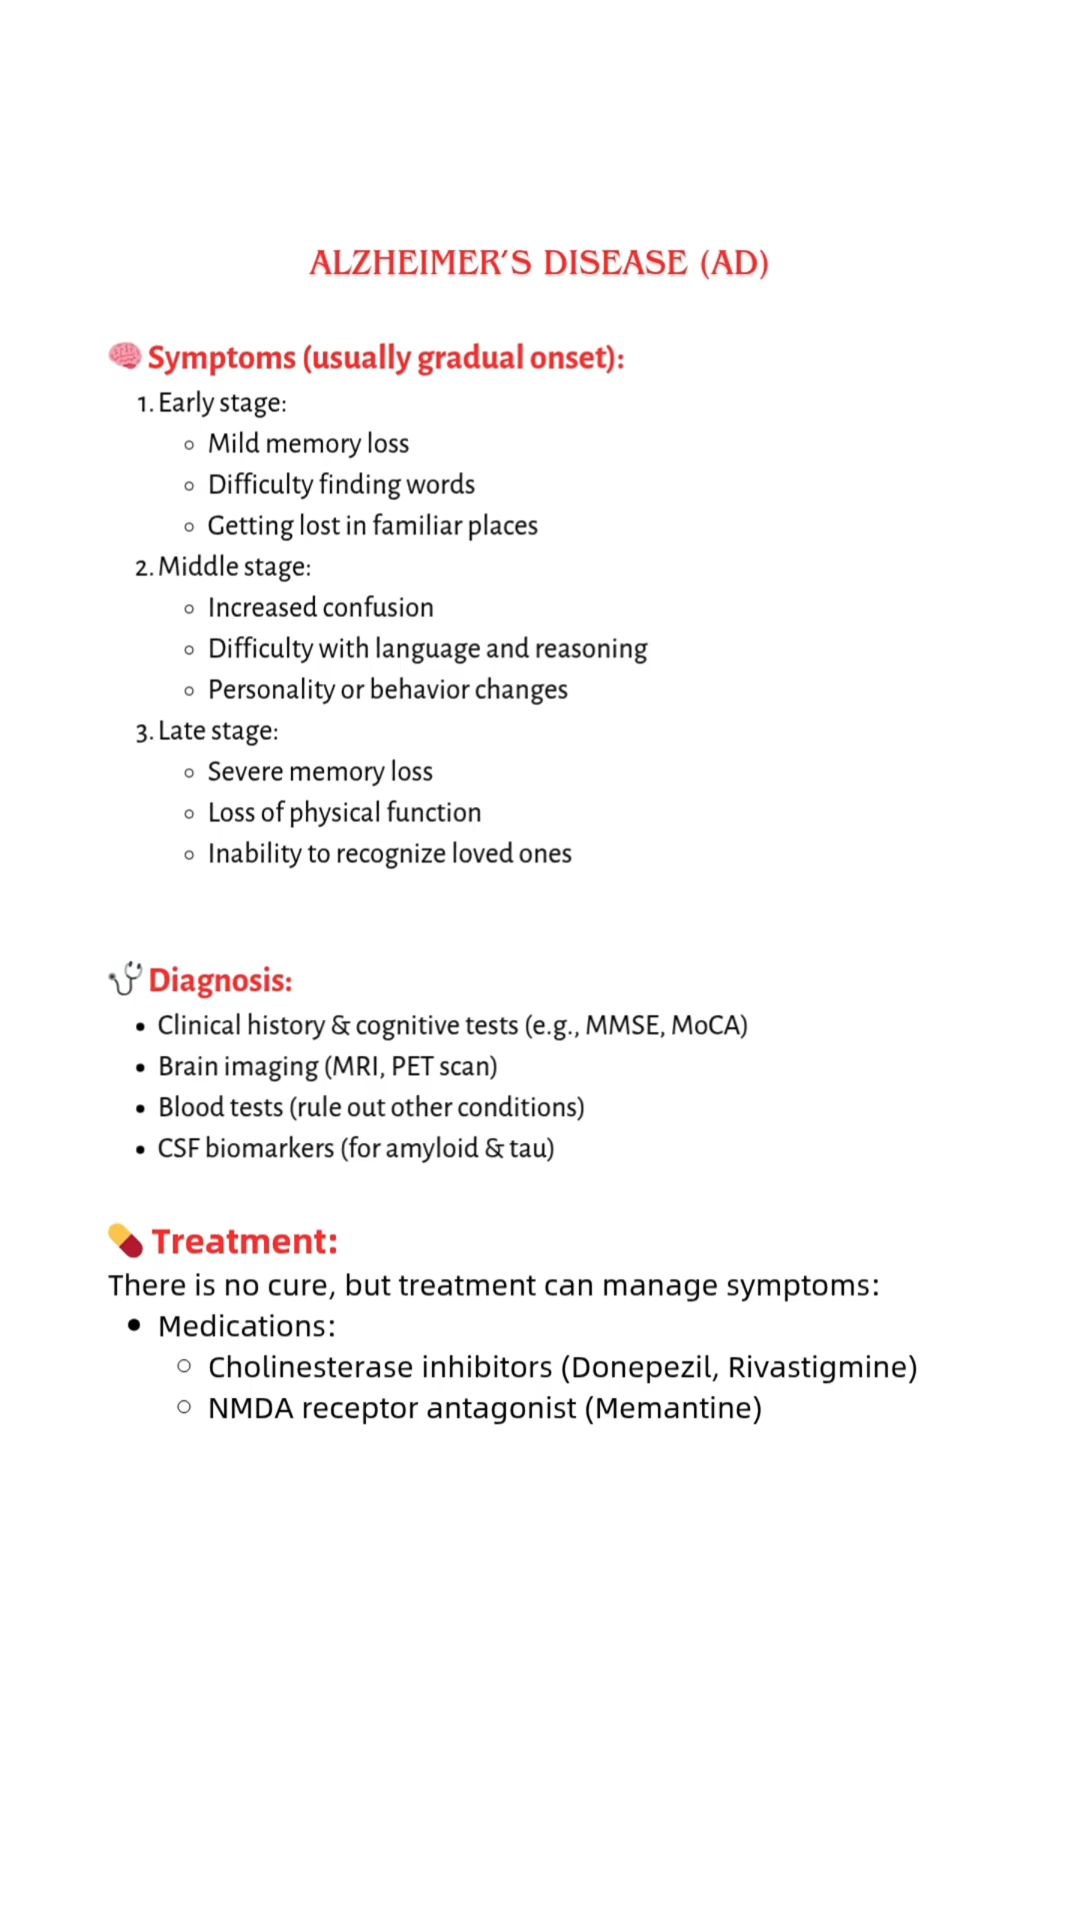 ALZHEIMER'S DISEASE (AD)
Symptoms (usually gradual onset):
1. Early stage:
Mild memory loss
Difficulty finding words
Getting lost in familiar places
2. Middle stage:
Increased confusion
Difficulty with language and reasoning
Personality or behavior changes
3. Late stage:
Severe memory loss
Loss of physical function
Inability to recognize loved ones
Diagnosis:
Clinical history & cognitive tests (e.g., MMSE, MoCA)
Brain imaging (MRI, PET scan)
Blood tests (rule out other conditions)
CSF biomarkers (for amyloid & tau)
Treatment:
There is no cure, but treatment can manage symptoms:
Medications:
Cholinesterase inhibitors (Donepezil, Rivastigmine)
NMDA receptor antagonist (Memantine)